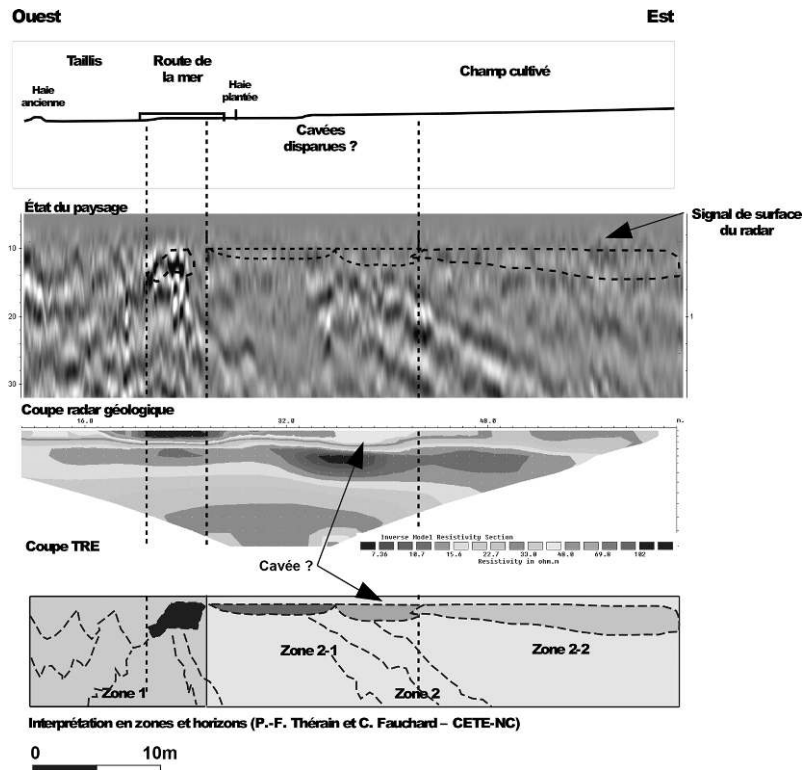 Ouest
Est
Taillis
Route de
la mer
Champ cultivé
Haie
ancienne
Haie
plantée
Cavées
disparues ?
État du paysage
Signal de surface
du radar
10
20
1
30
Coupe radar géologique
16.0
32.0
48.0
m.
Coupe TRE
Inverse Model Resistivity Section
7.36 10.7 15.6 22.7 33.0 48.0 69.8 102
Resistivity in ohm.m
Cavée ?
Zone 2-1
Zone 2-2
Zone 1
Zone 2
Interprétation en zones et horizons (P.-F. Thérain et C. Fauchard – CETE-NC)
0 10m